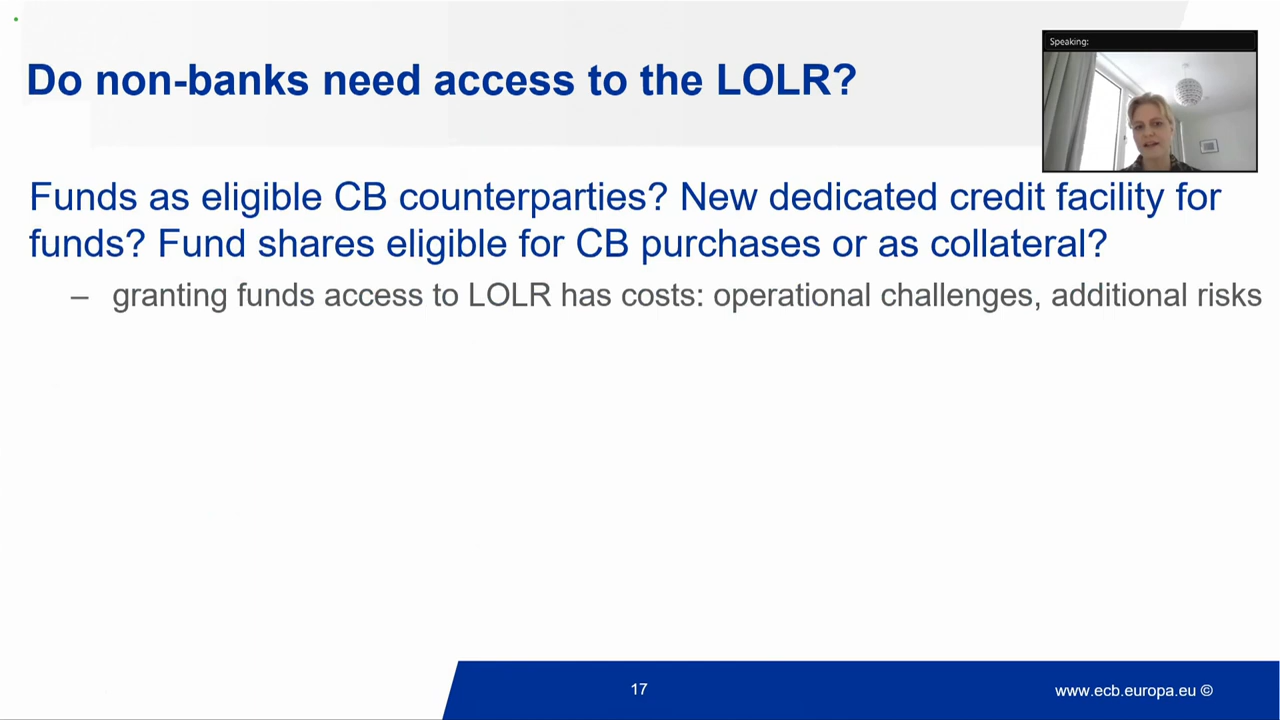 Do non-banks need access to the LOLR?
Speaking:
Funds as eligible CB counterparties? New dedicated credit facility for
funds? Fund shares eligible for CB purchases or as collateral?
– granting funds access to LOLR has costs: operational challenges, additional risks
17
www.ecb.europa.eu ©